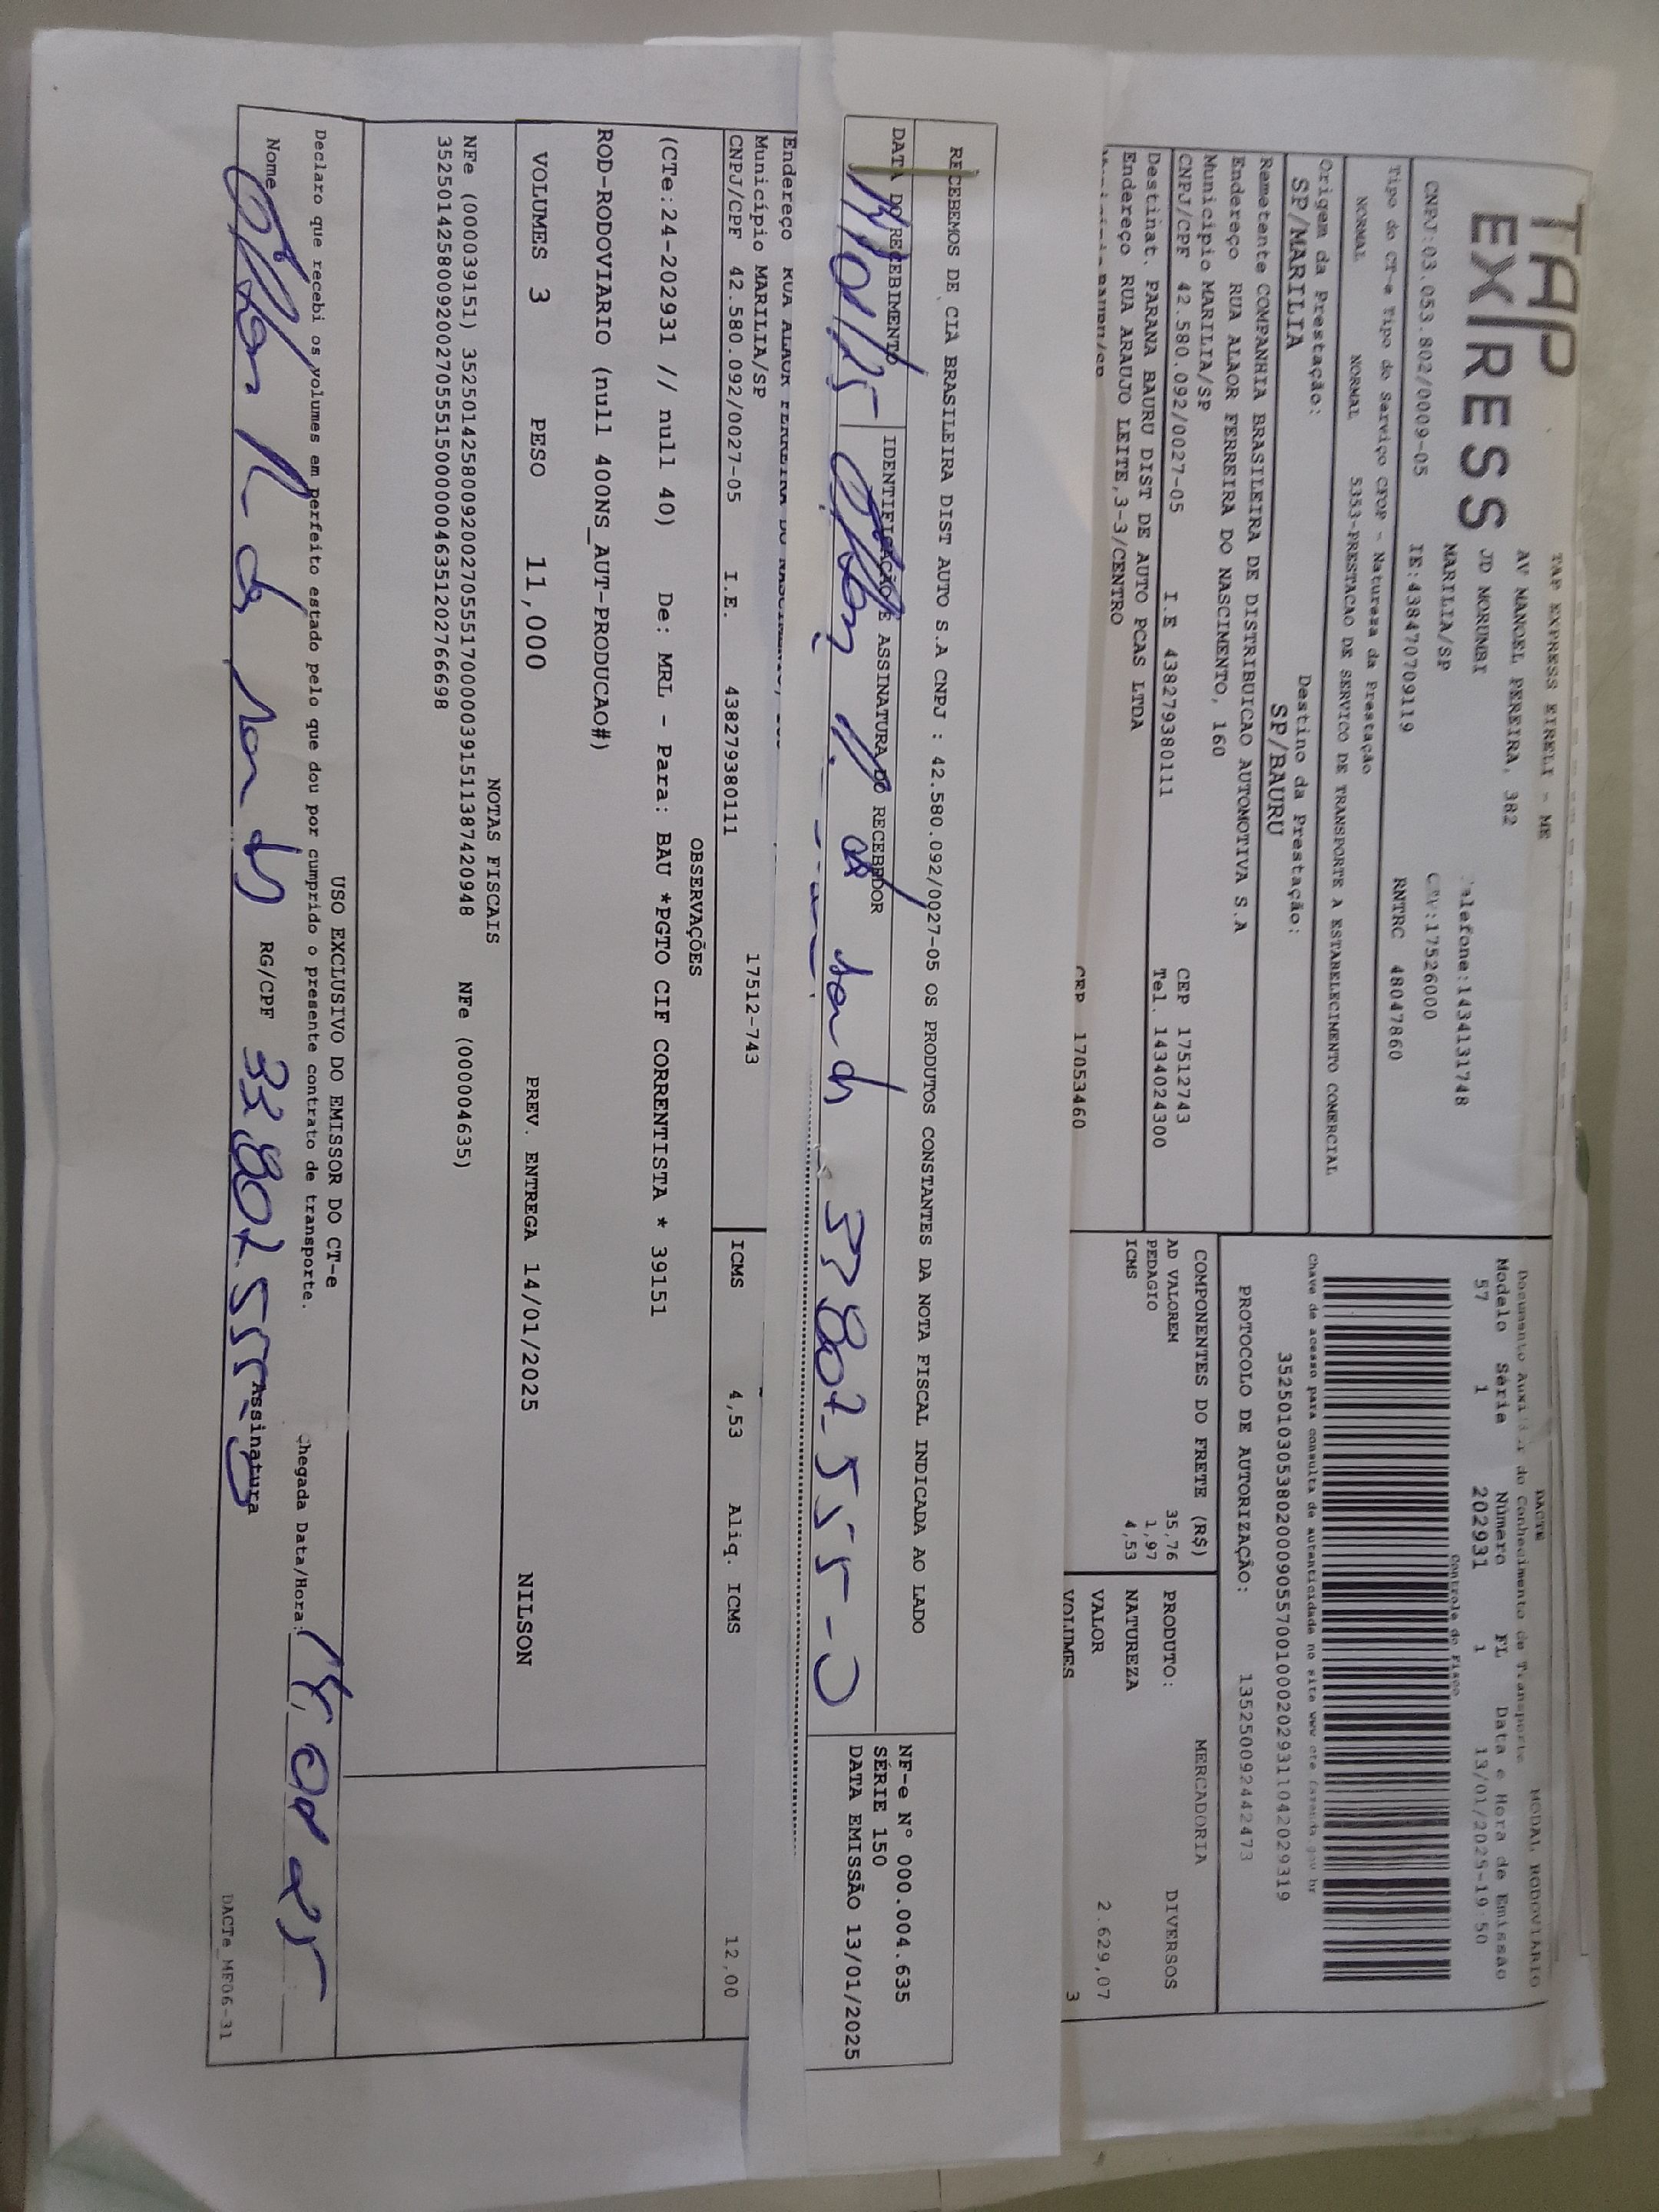 TAP
EXPRESS
TAP EXPRESS EIRELI - ME
AV MANOEL PEREIRA, 382
JD MORUMBI
MARILIA/SP
Telefone:1434131748
CNPJ:03.053.802/0009-05
IE:438470709119
CEP:17526000
RNTRC 48047860
Tipo do CT-e Tipo do Serviço CFOP - Natureza da Prestação
NORMAL NORMAL 5353-PRESTACAO DE SERVICO DE TRANSPORTE A ESTABELECIMENTO COMERCIAL
Origem da Prestação: Destino da Prestação:
SP/MARILIA SP/BAURU
Remetente COMPANHIA BRASILEIRA DE DISTRIBUICAO AUTOMOTIVA S.A
Endereço RUA ALAOR FERREIRA DO NASCIMENTO, 160
Município MARILIA/SP CEP 17512743
CNPJ/CPF 42.580.092/0027-05 I.E 438279380111 Tel. 1434024300
Destinat. PARANA BAURU DIST DE AUTO PCAS LTDA
Endereço RUA ARAUJO LEITE,3-3/CENTRO
CEP 17053460
DACTE
MODAL RODOVIARIO
Documento Auxiliar do Conhecimento de Transporte
Modelo Série Número FL Data e Hora de Emissão
57 1 202931 1 13/01/2025-19:50
Controle do Fisco
Chave de acesso para consulta de autenticidade no site www.cte.fazenda.gov.br
35250103053802000905570010002029311042029319
PROTOCOLO DE AUTORIZAÇÃO: 135250092442473
COMPONENTES DO FRETE (R$)
AD VALOREM 35,76
PEDAGIO 1,97
ICMS 4,53
MERCADORIA
PRODUTO: DIVERSOS
NATUREZA
VALOR 2.629,07
VOLUMES 3
RECEBEMOS DE CIA BRASILEIRA DIST AUTO S.A CNPJ : 42.580.092/0027-05 OS PRODUTOS CONSTANTES DA NOTA FISCAL INDICADA AO LADO
DATA DO RECEBIMENTO IDENTIFICAÇÃO E ASSINATURA DO RECEBEDOR
33802555-0
NF-e Nº 000.004.635
SÉRIE 150
DATA EMISSÃO 13/01/2025
Endereço RUA ALAOR FERREIRA DO NASCIMENTO, 160
Município MARILIA/SP 17512-743
CNPJ/CPF 42.580.092/0027-05 I.E. 438279380111
ICMS 4,53 Aliq. ICMS 12,00
OBSERVAÇÕES
(CTe:24-202931 // null 40) De: MRL - Para: BAU *PGTO CIF CORRENTISTA * 39151
ROD-RODOVIARIO (null 400NS_AUT-PRODUCAO#)
VOLUMES 3 PESO 11,000 PREV. ENTREGA 14/01/2025 NILSON
NOTAS FISCAIS
NFe (000039151) 35250142580092002705551700000391511387420948 NFe (000004635)
35250142580092002705551500000046351202766698
USO EXCLUSIVO DO EMISSOR DO CT-e
Declaro que recebi os volumes em perfeito estado pelo que dou por cumprido o presente contrato de transporte.
Chegada Data/Hora:
Nome RG/CPF 33.802.555-0 Assinatura
DACTe_MF06-31